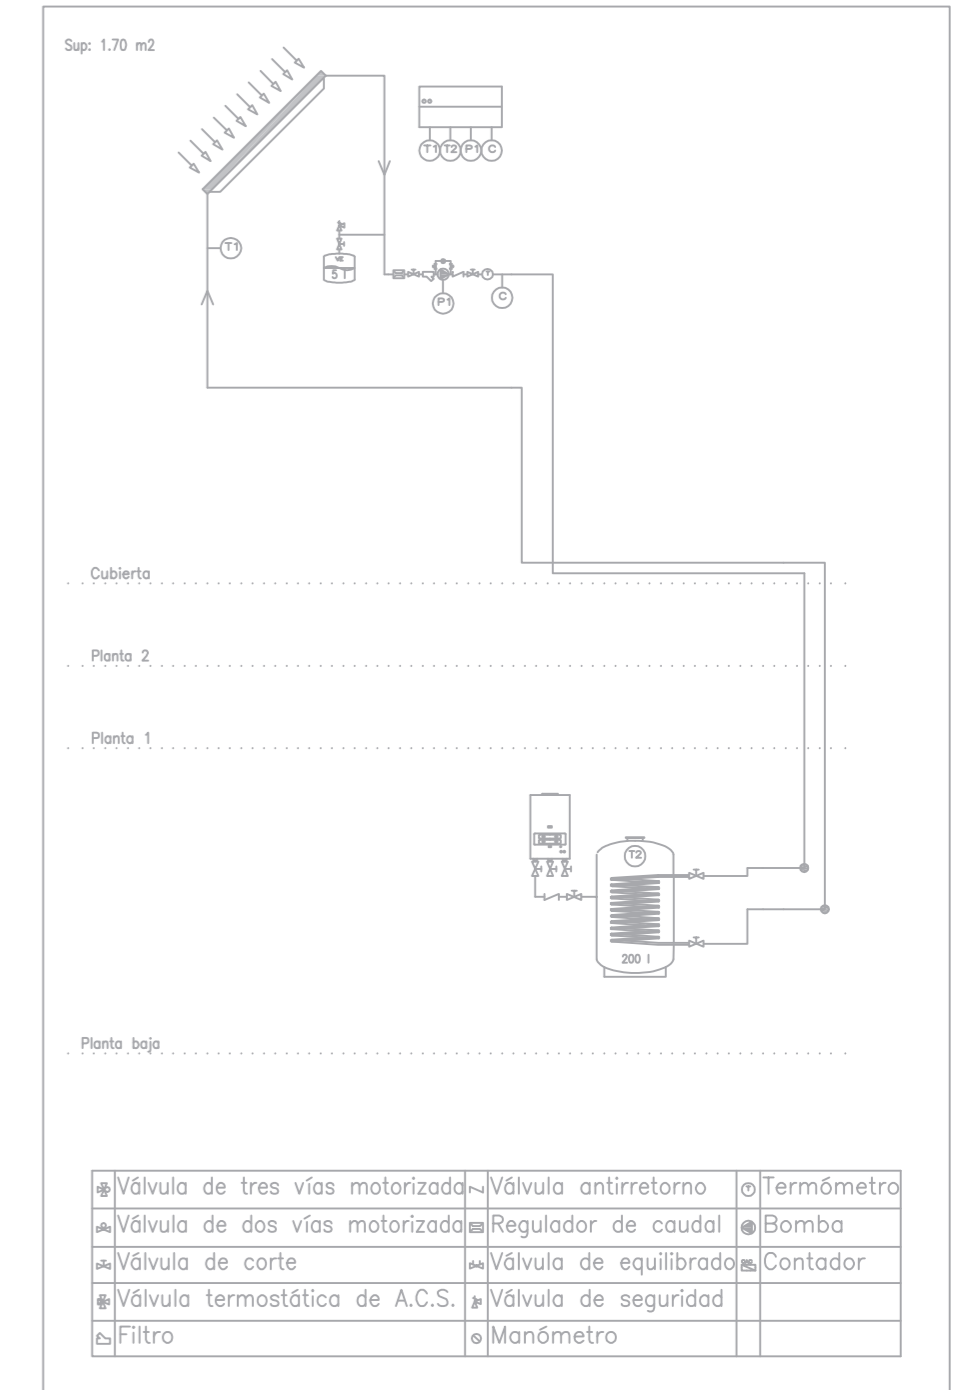 Sup: 1.70 m2
T1 T2 P1 C
T1
VE
5 l
T
P1
C
Cubierta
Planta 2
Planta 1
T2
200 l
Planta baja
Válvula de tres vías motorizada Válvula antirretorno T Termómetro
Válvula de dos vías motorizada Regulador de caudal Bomba
Válvula de corte Válvula de equilibrado Contador
Válvula termostática de A.C.S. Válvula de seguridad
Filtro Manómetro